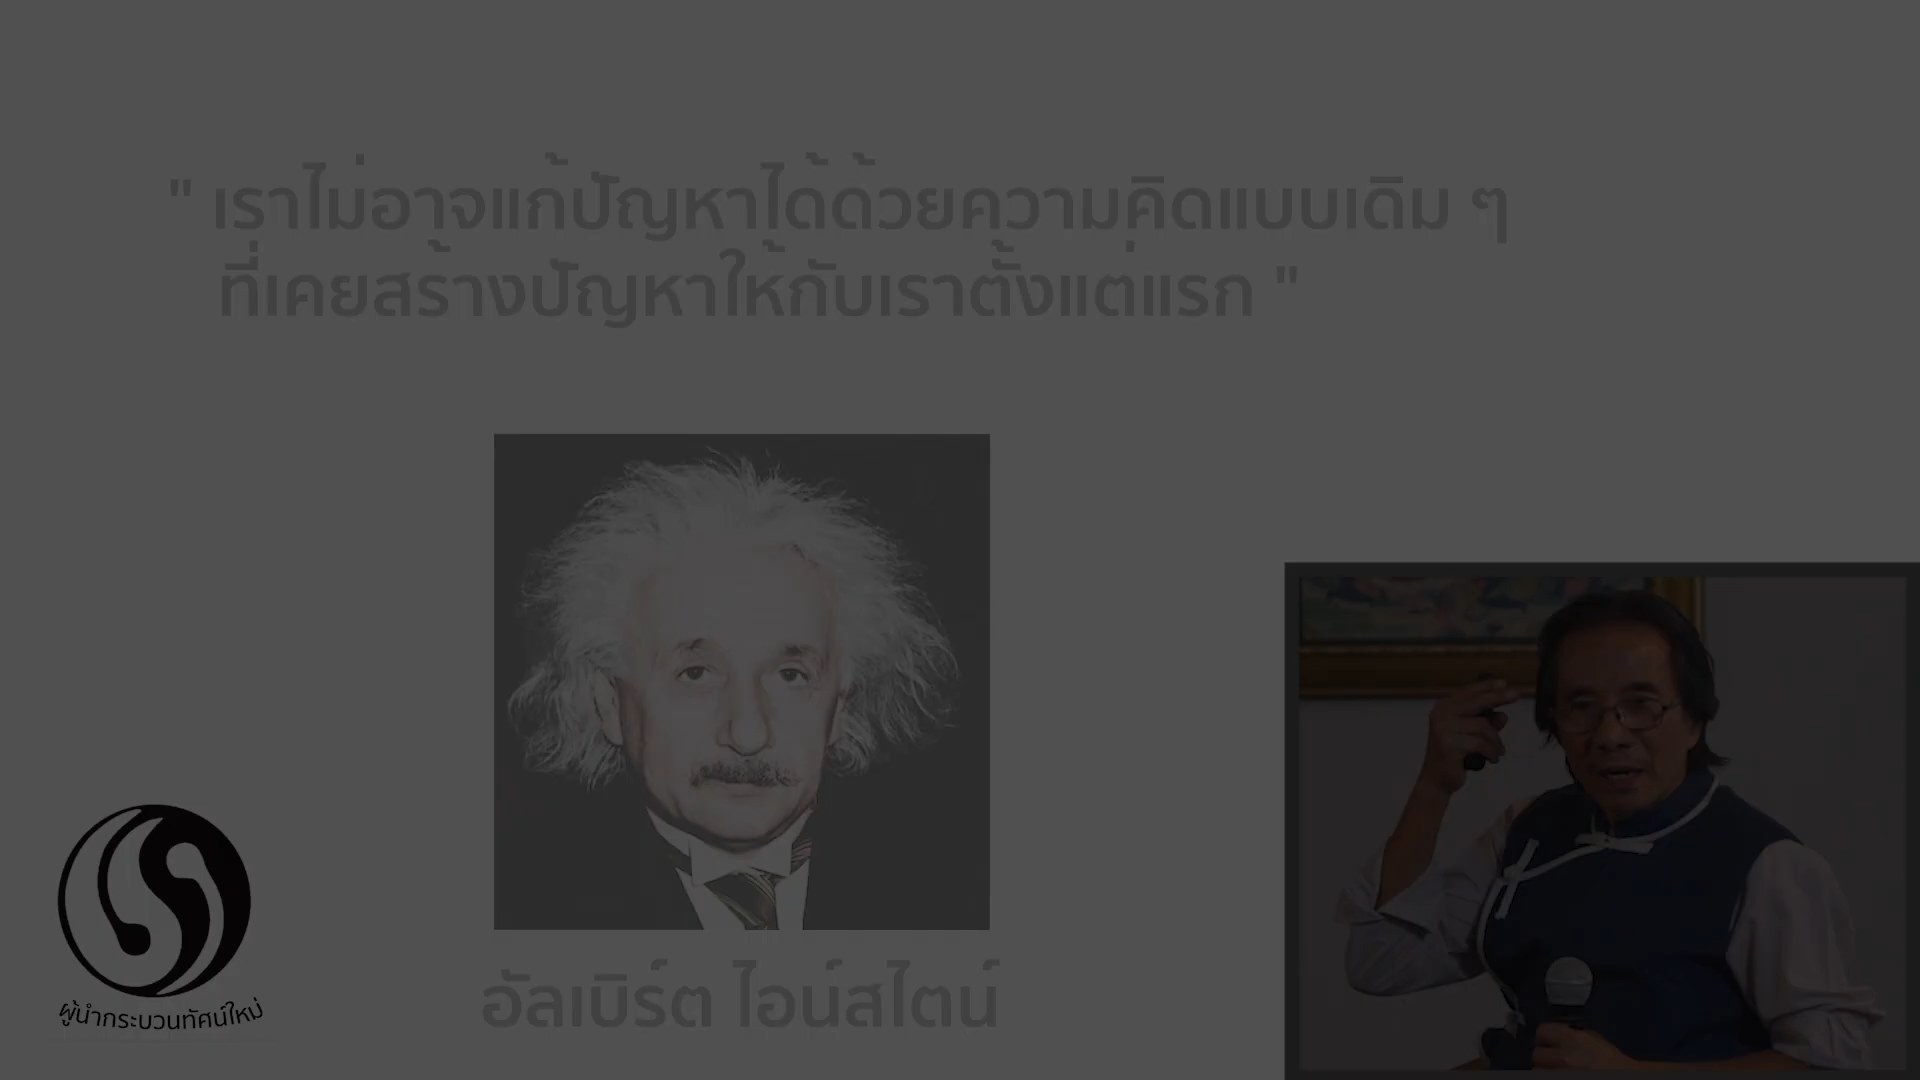 " เราไม่อาจแก้ปัญหาได้ด้วยความคิดแบบเดิม ๆ
ที่เคยสร้างปัญหาให้กับเราตั้งแต่แรก "
อัลเบิร์ต ไอน์สไตน์
ผู้นำกระบวนทัศน์ใหม่